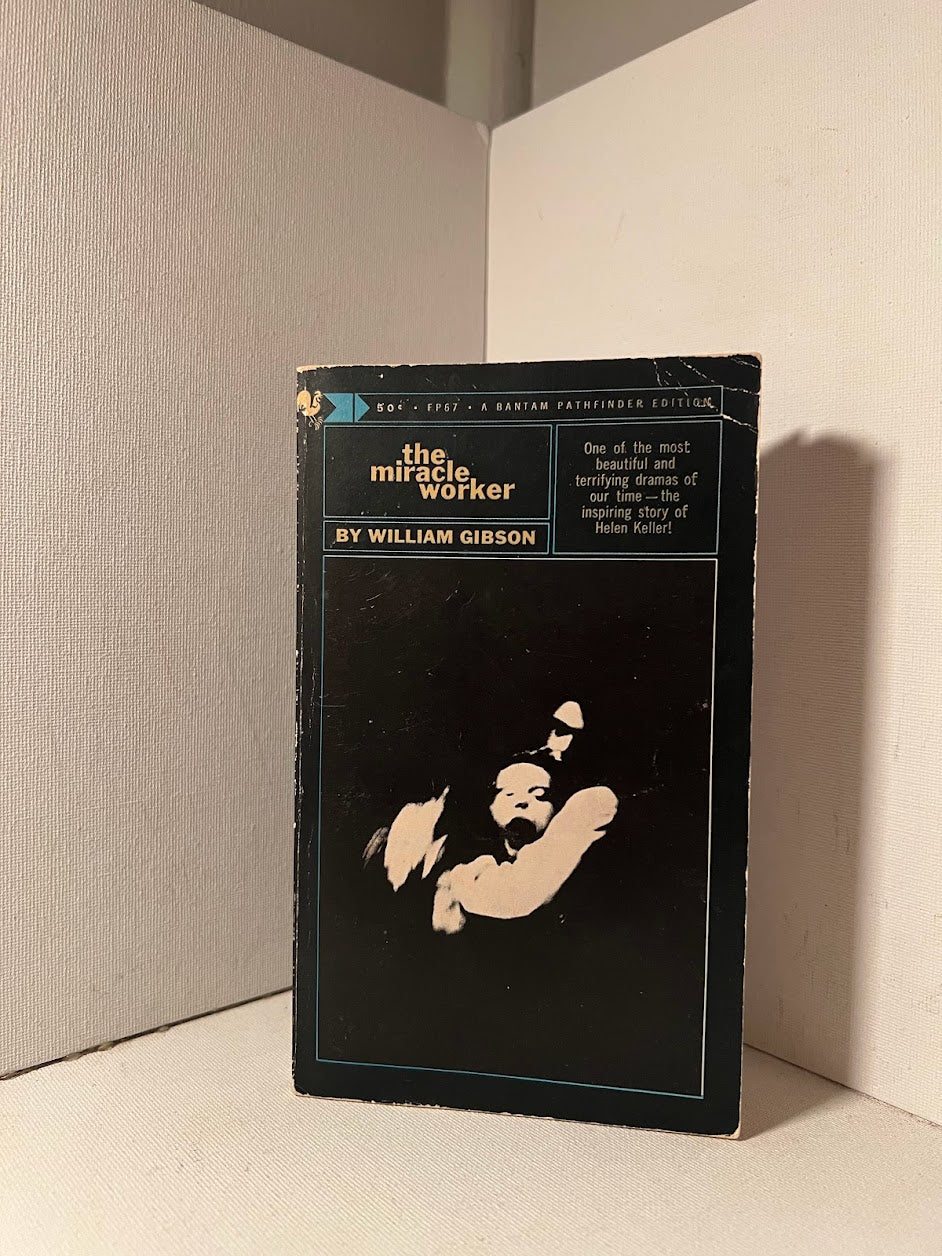 50¢ · FP67 · A BANTAM PATHFINDER EDITION
the
miracle
worker
BY WILLIAM GIBSON
One of the most
beautiful and
terrifying dramas of
our time — the
inspiring story of
Helen Keller!